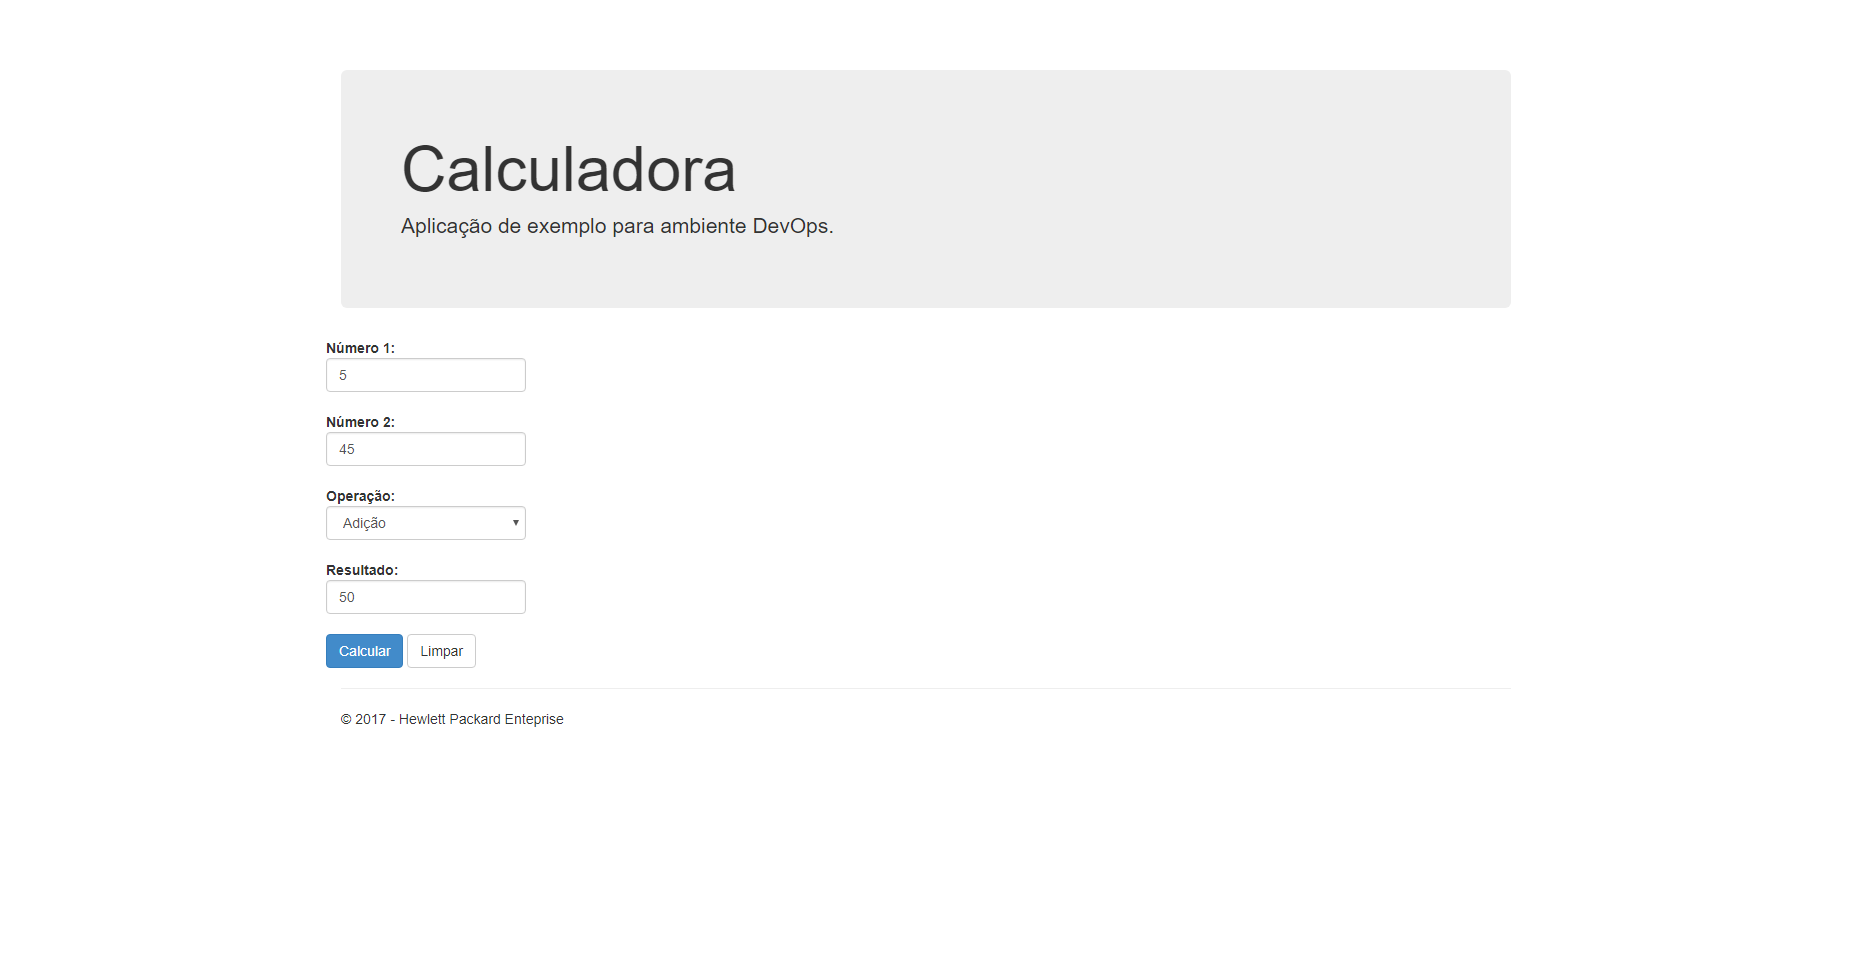 Calculadora
Aplicação de exemplo para ambiente DevOps.
Número 1:
5
Número 2:
45
Operação:
Adição
Resultado:
50
Calcular Limpar
© 2017 - Hewlett Packard Enteprise